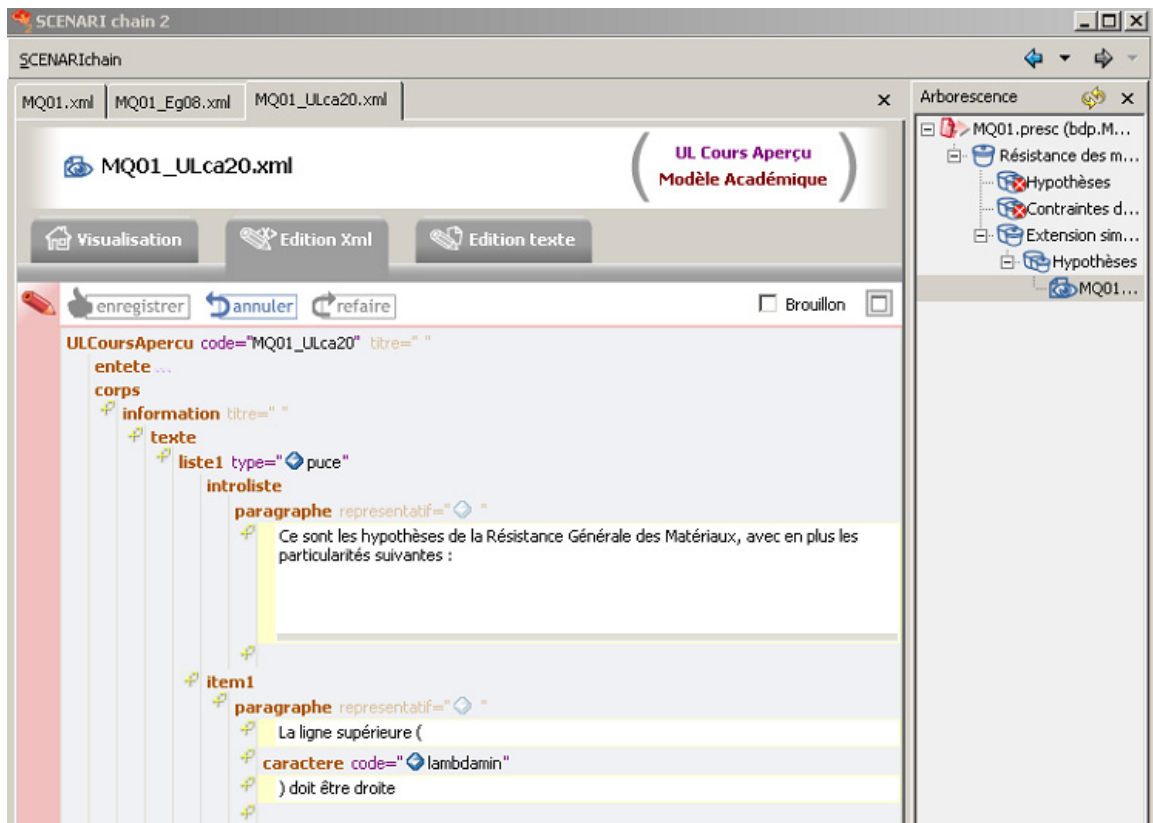 SCENARI chain 2
SCENARIchain
MQ01.xml MQ01_Eg08.xml MQ01_ULca20.xml
MQ01_ULca20.xml
UL Cours Aperçu
Modèle Académique
Visualisation Edition Xml Edition texte
enregistrer annuler refaire Brouillon
ULCoursApercu code="MQ01_ULca20" titre=" "
entete ...
corps
information titre=" "
texte
liste1 type=" puce"
introliste
paragraphe representatif=" "
Ce sont les hypothèses de la Résistance Générale des Matériaux, avec en plus les
particularités suivantes :
item1
paragraphe representatif=" "
La ligne supérieure (
caractere code=" lambdamin"
) doit être droite
Arborescence
MQ01.presc (bdp.M...
Résistance des m...
Hypothèses
Contraintes d...
Extension sim...
Hypothèses
MQ01...